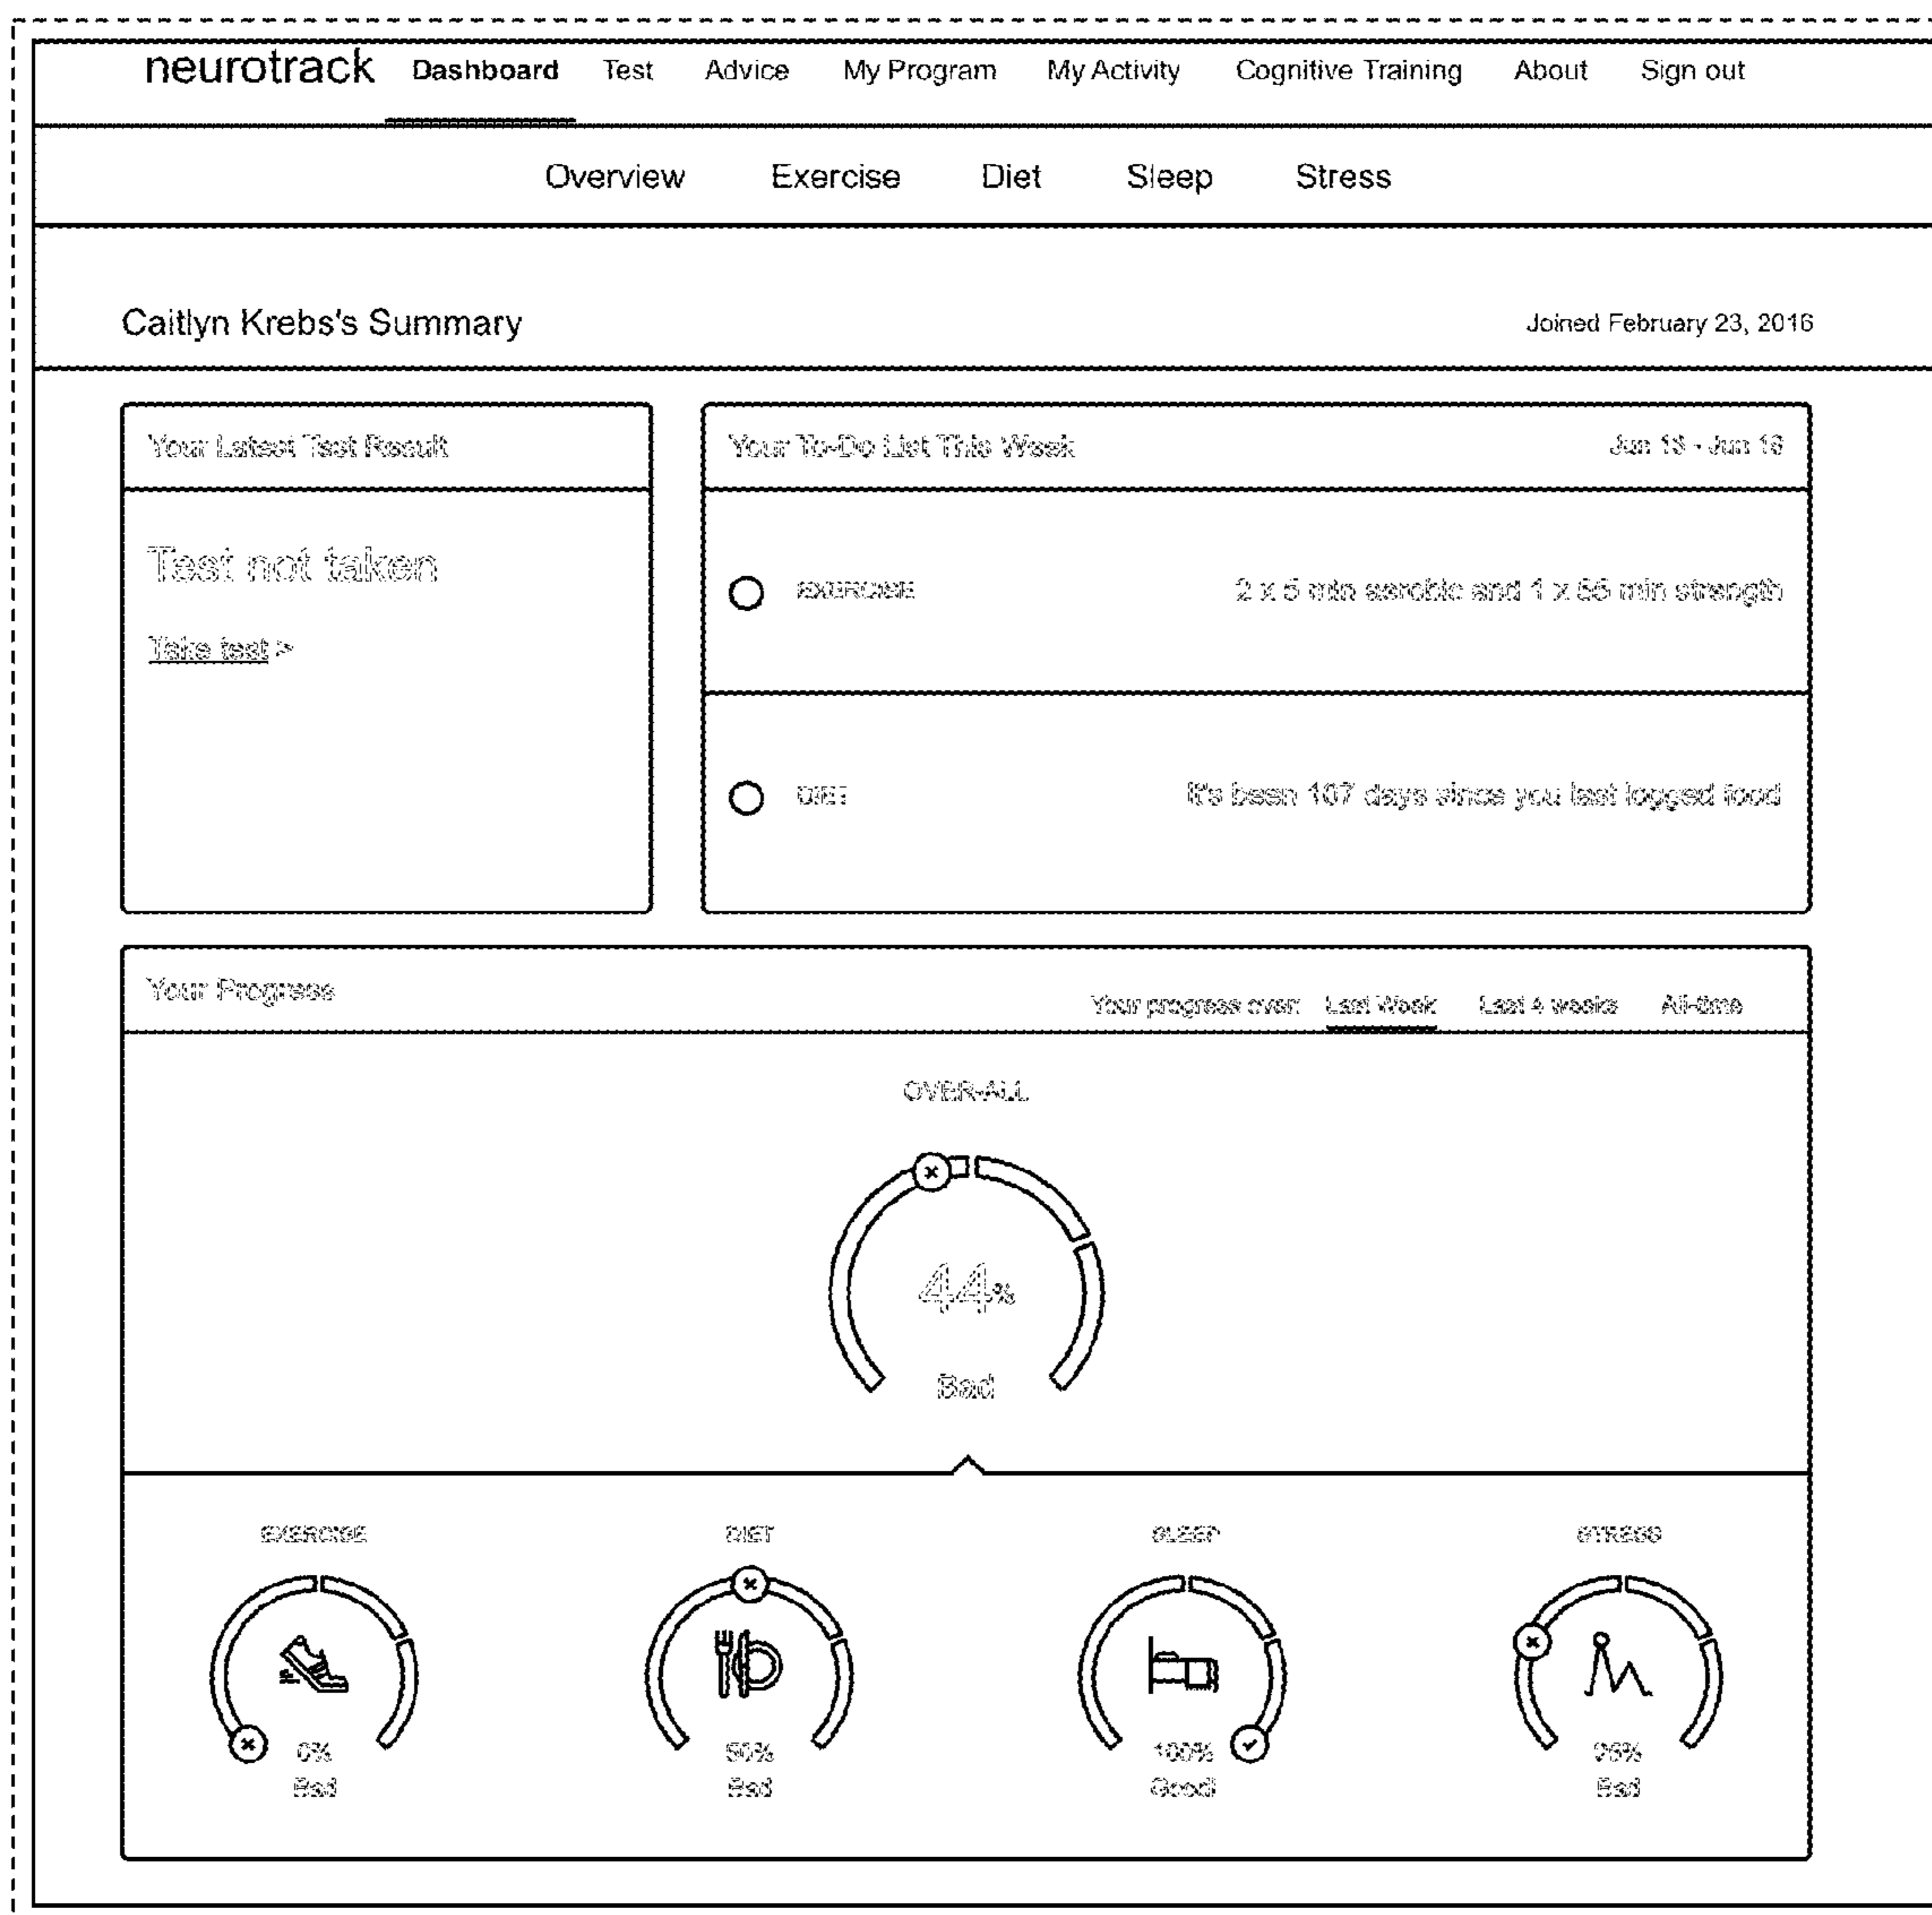 neurotrack Dashboard Test Advice My Program My Activity Cognitive Training About Sign out
Overview Exercise Diet Sleep Stress
Caitlyn Krebs's Summary Joined February 23, 2016
Your Latest Test Result
Test not taken
Take test >
Your To-Do List This Week Jun - Jun
EXERCISE 2 x 5 min aerobic and 1 x min strength
DIET It's been 107 days since you last logged food
Your Progress Your progress over: Last Week Last 4 weeks All-time
OVER-ALL
44%
Bad
EXERCISE DIET SLEEP STRESS
0% 50% 100%
Bad Bad Good! Bad